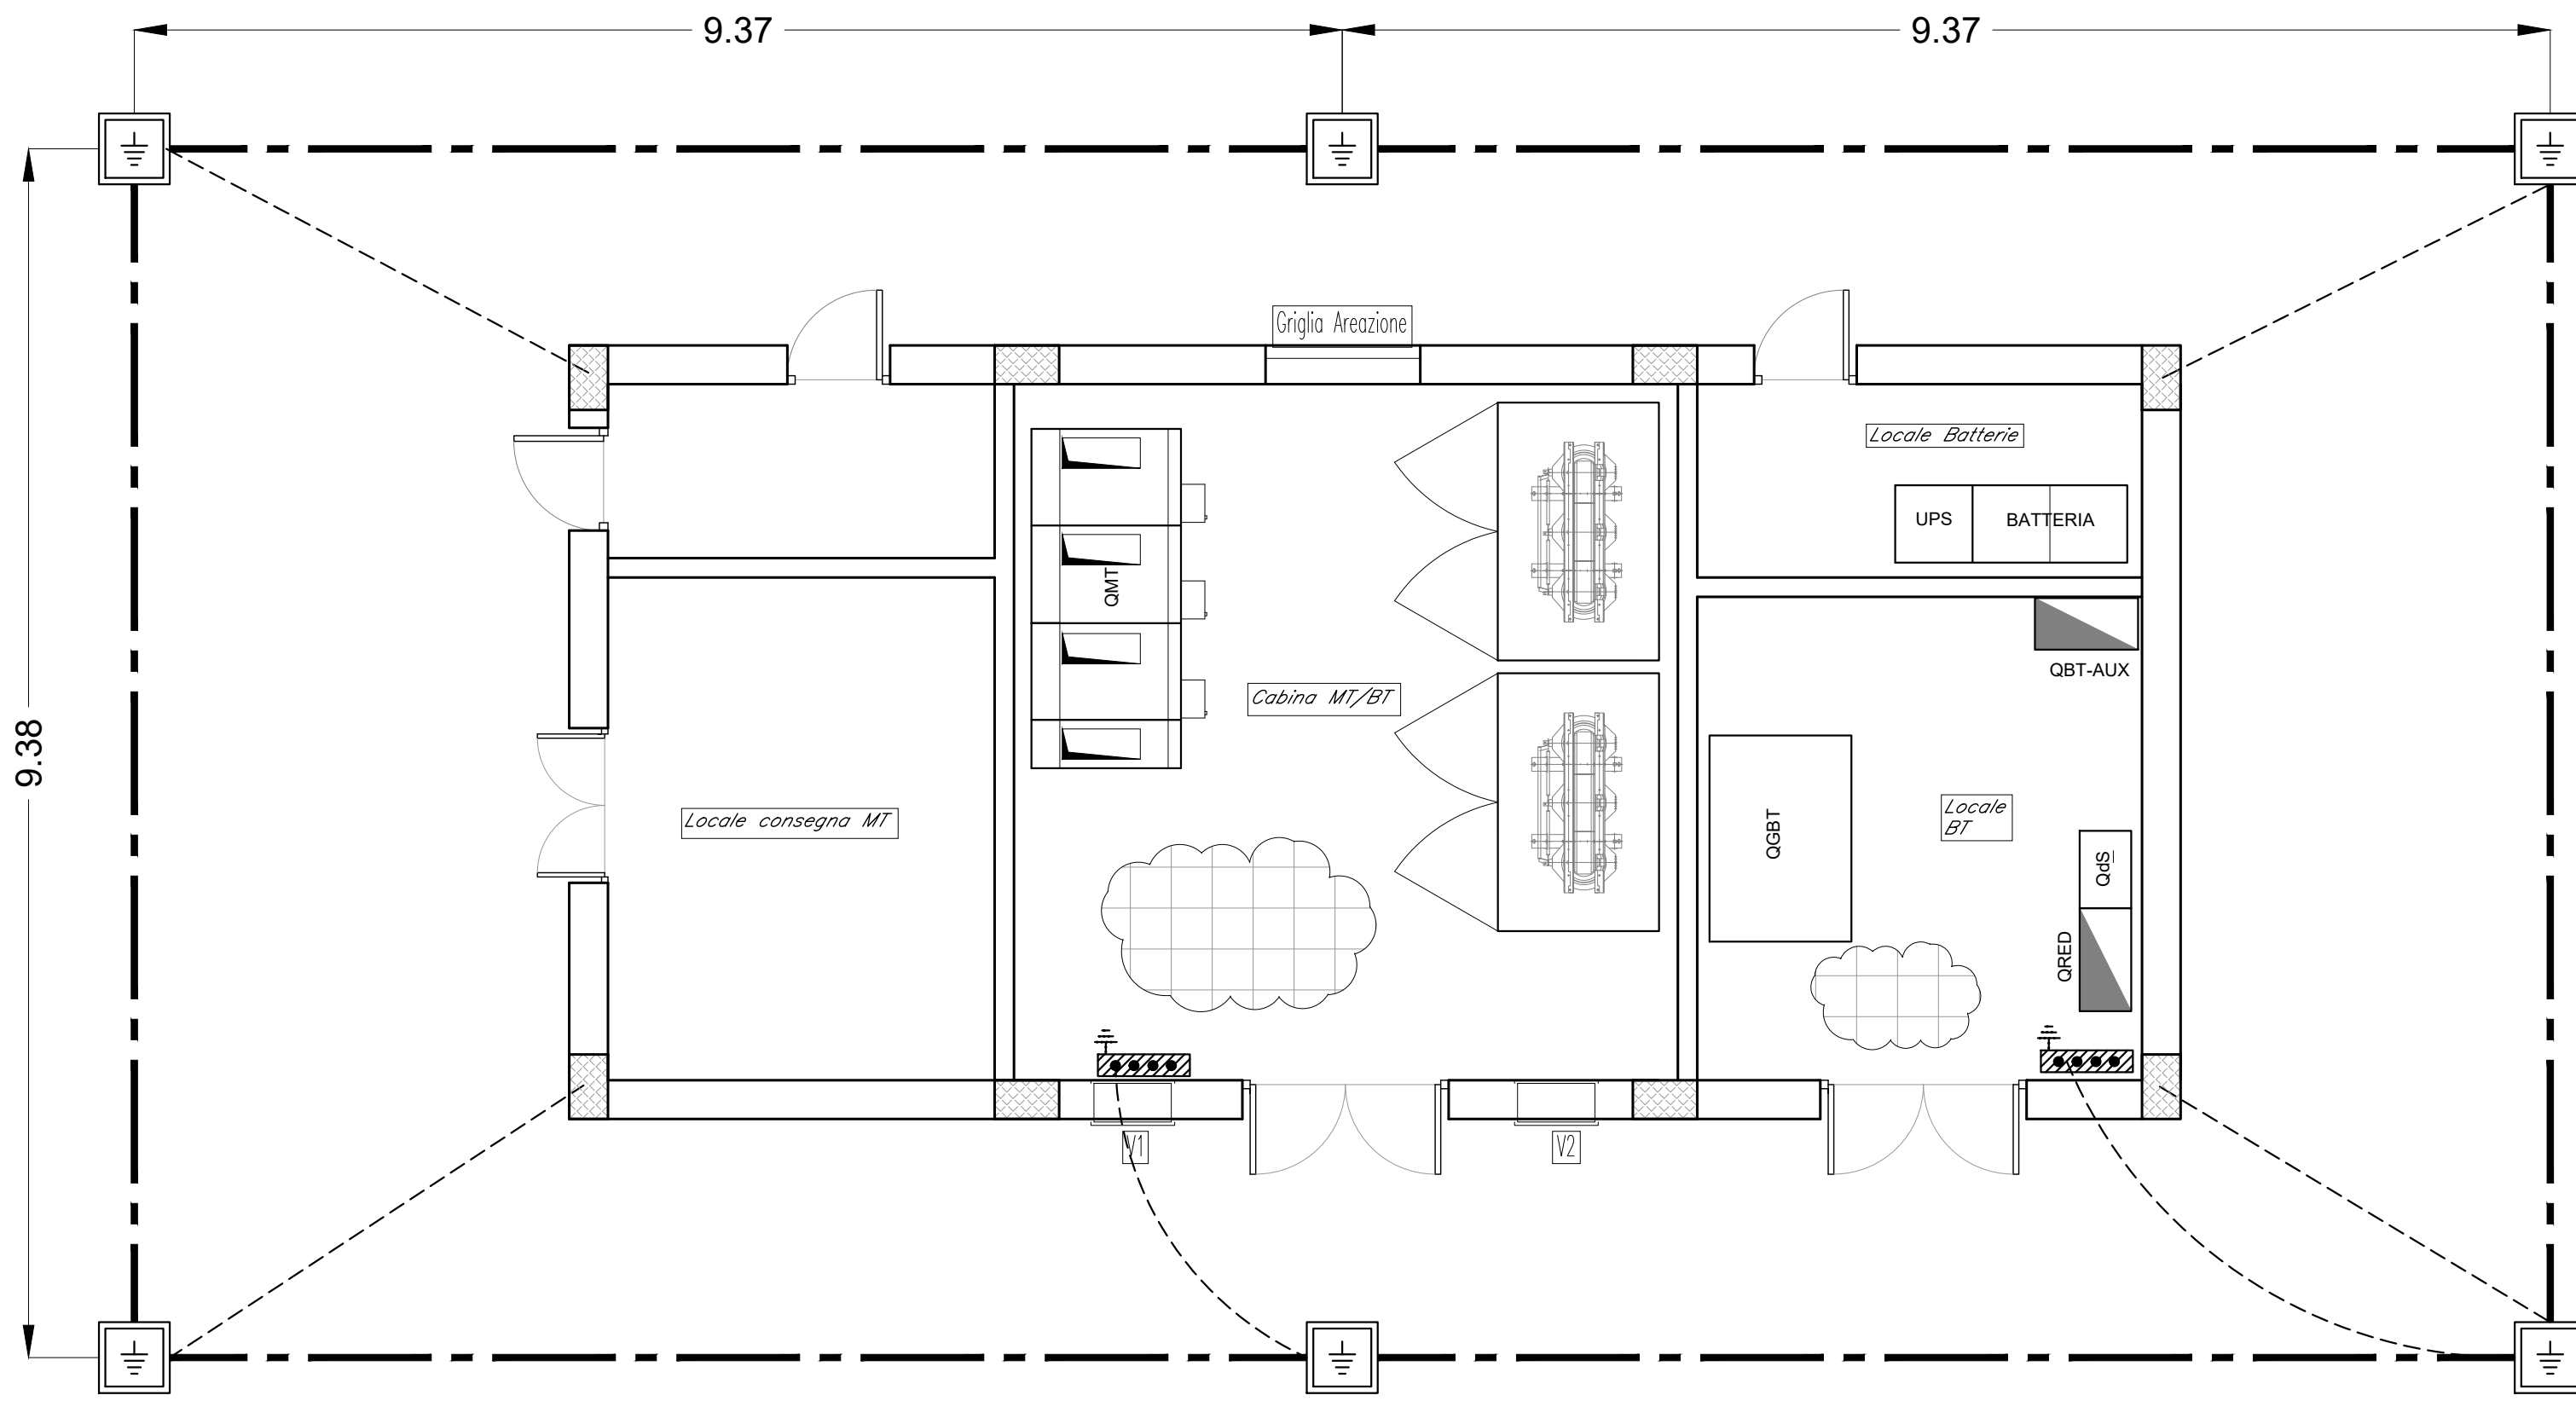 9.37
9.37
Griglia Areazione
Locale Batterie
UPS
BATTERIA
QMT
QBT-AUX
Cabina MT/BT
9.38
Locale consegna MT
QGBT
Locale
BT
QdS
QRED
V1
V2